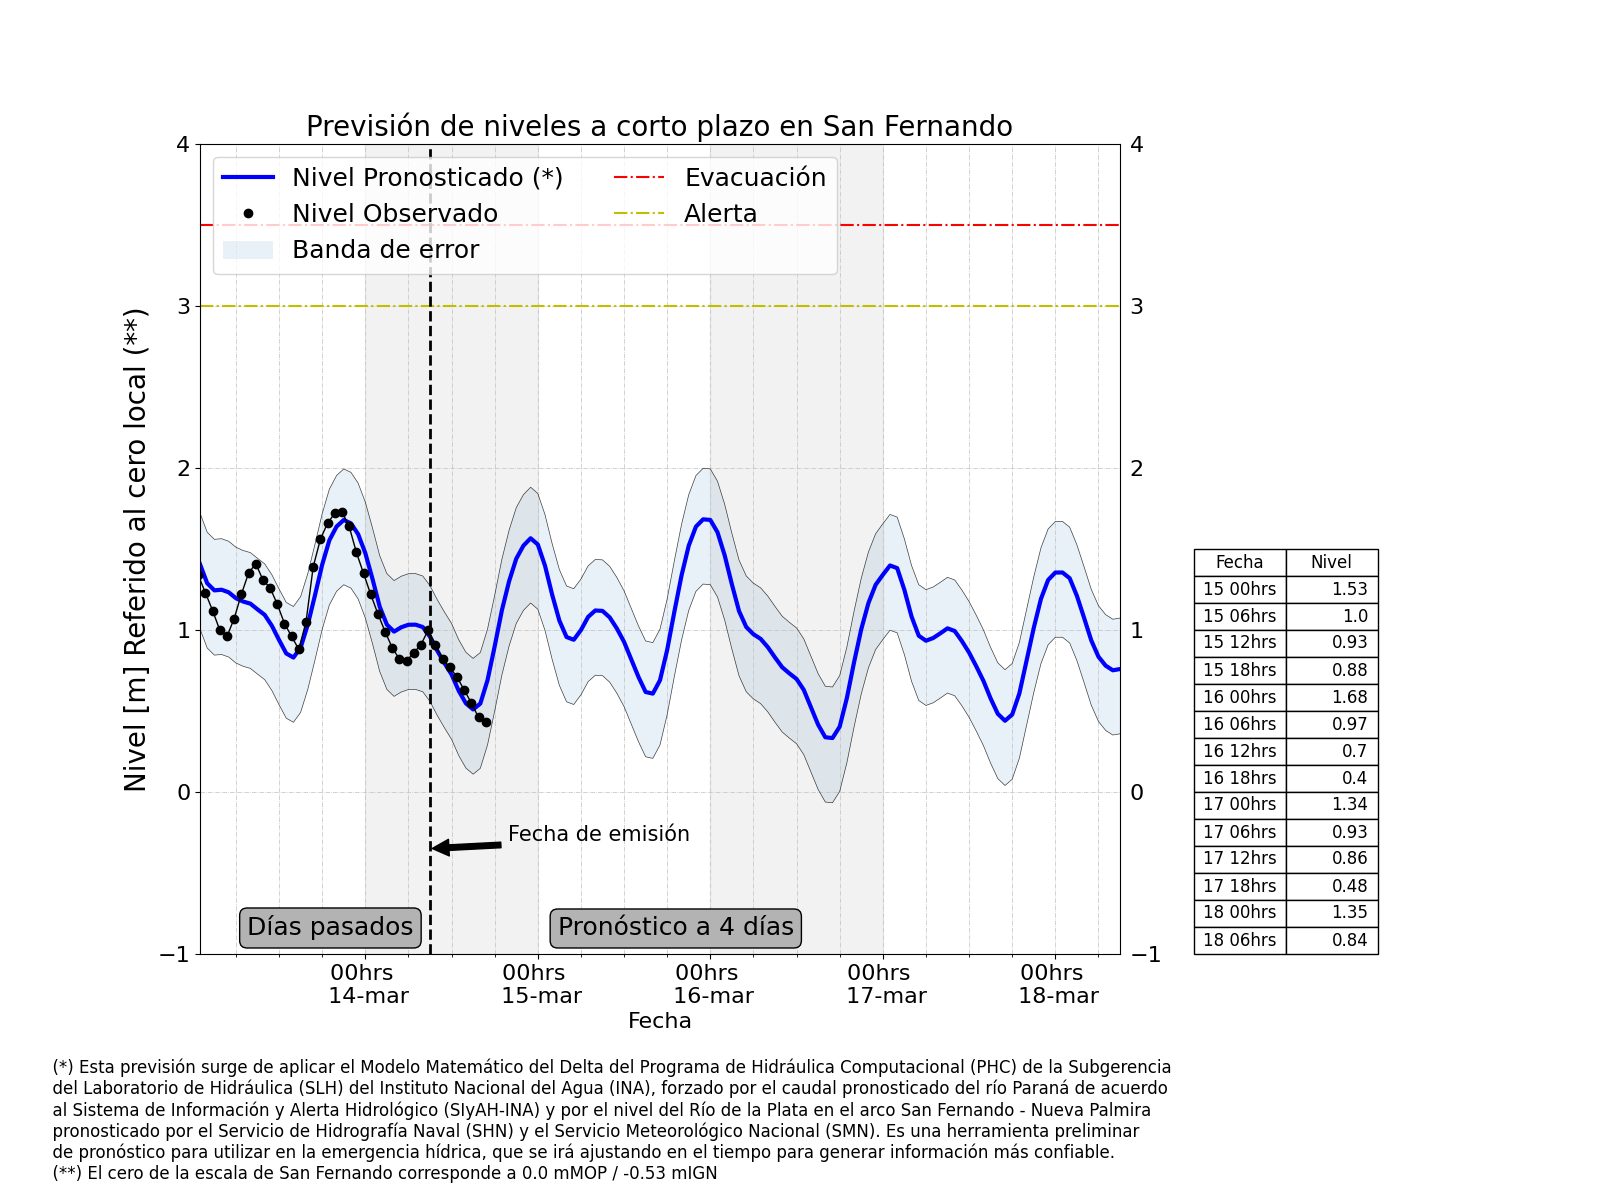 Previsión de niveles a corto plazo en San Fernando
Nivel Pronosticado (*)
Nivel Observado
Banda de error
Evacuación
Alerta
Nivel [m] Referido al cero local (**)
4
3
2
1
0
−1
4
3
2
1
0
−1
Fecha de emisión
Días pasados
Pronóstico a 4 días
00hrs
14-mar
00hrs
15-mar
00hrs
16-mar
00hrs
17-mar
00hrs
18-mar
Fecha
Fecha Nivel
15 00hrs 1.53
15 06hrs 1.0
15 12hrs 0.93
15 18hrs 0.88
16 00hrs 1.68
16 06hrs 0.97
16 12hrs 0.7
16 18hrs 0.4
17 00hrs 1.34
17 06hrs 0.93
17 12hrs 0.86
17 18hrs 0.48
18 00hrs 1.35
18 06hrs 0.84
(*) Esta previsión surge de aplicar el Modelo Matemático del Delta del Programa de Hidráulica Computacional (PHC) de la Subgerencia
del Laboratorio de Hidráulica (SLH) del Instituto Nacional del Agua (INA), forzado por el caudal pronosticado del río Paraná de acuerdo
al Sistema de Información y Alerta Hidrológico (SIyAH-INA) y por el nivel del Río de la Plata en el arco San Fernando - Nueva Palmira
pronosticado por el Servicio de Hidrografía Naval (SHN) y el Servicio Meteorológico Nacional (SMN). Es una herramienta preliminar
de pronóstico para utilizar en la emergencia hídrica, que se irá ajustando en el tiempo para generar información más confiable.
(**) El cero de la escala de San Fernando corresponde a 0.0 mMOP / -0.53 mIGN